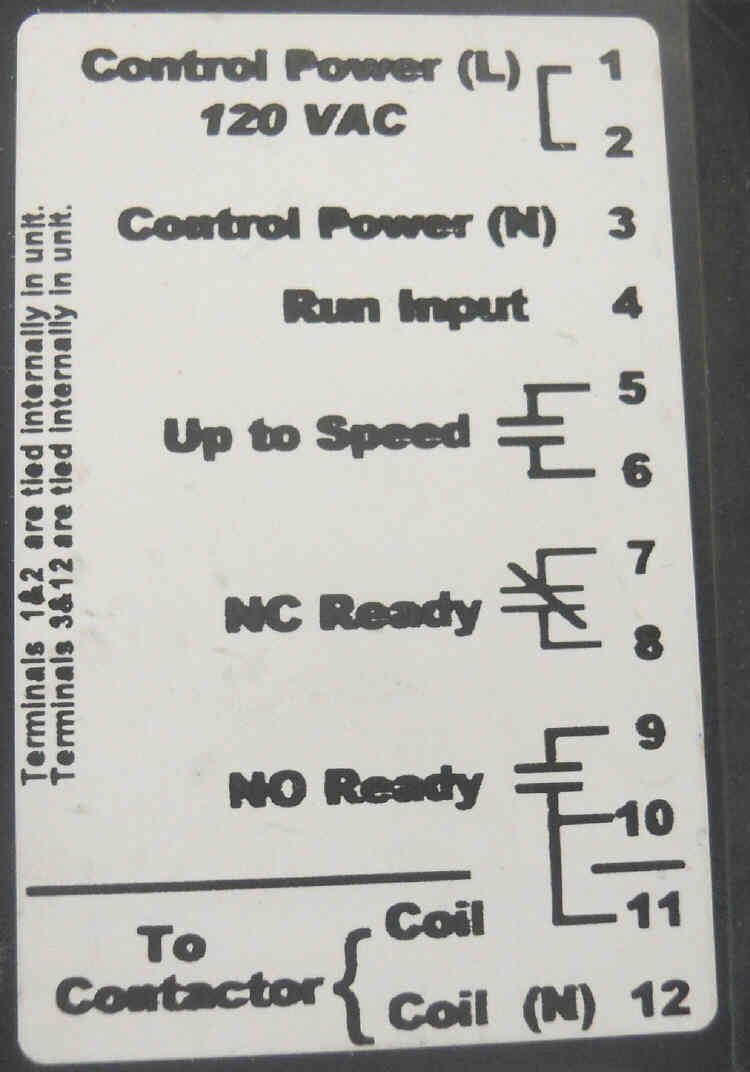 Control Power (L) 1
120 VAC 2
Control Power (N) 3
Run Input 4
5
Up to Speed
6
7
NC Ready
8
9
NO Ready
10
11
Coil
To
Contactor
Coil (N) 12
Terminals 1&2 are tied internally in unit.
Terminals 3&12 are tied internally in unit.